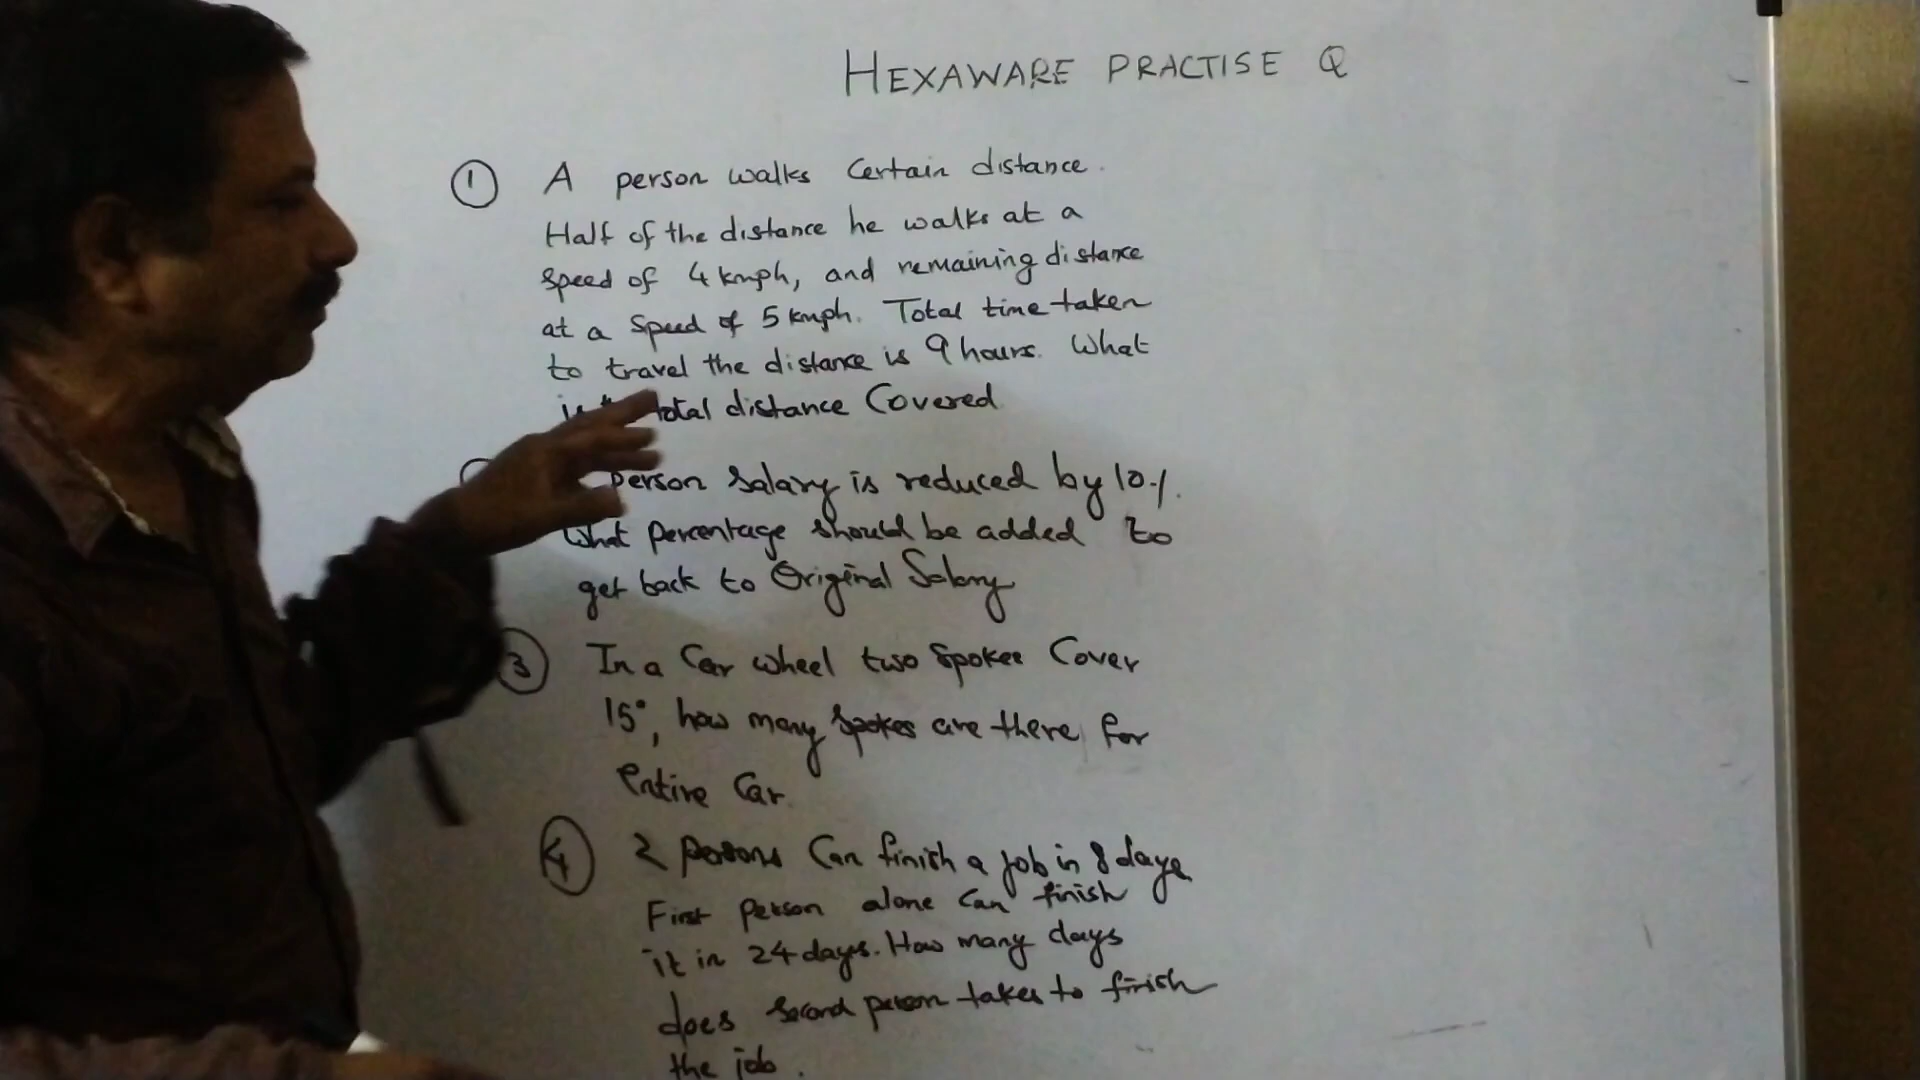 HEXAWARE PRACTISE Q
① A person walks Certain distance.
Half of the distance he walks at a
Speed of 4 kmph, and remaining distance
at a Speed of 5 kmph. Total time taken
to travel the distance is 9 hours. What
total distance Covered
person Salary is reduced by 10%.
What percentage should be added to
get back to Original Salary
③ In a Car wheel two Spokes Cover
15°, how many spokes are there for
entire Car.
④ 2 persons Can finish a job in 8 days
First person alone can finish
it in 24 days. How many days
does second person takes to finish
the job.